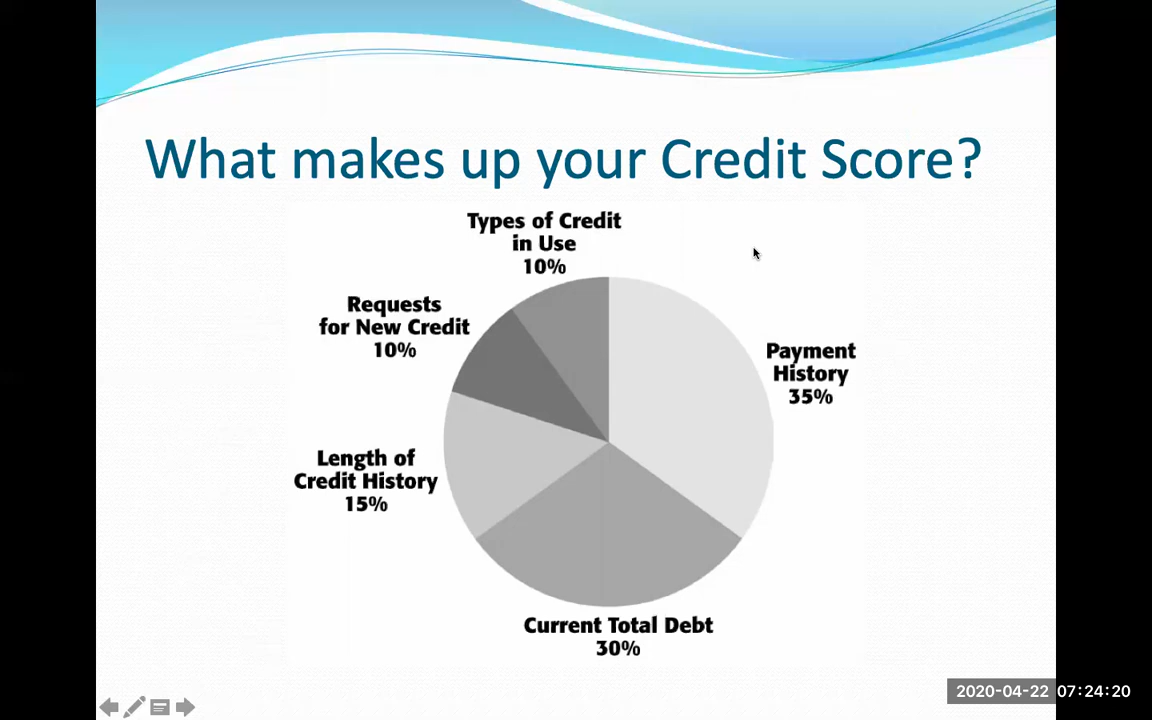 What makes up your Credit Score?
Types of Credit
in Use
10%
Requests
for New Credit
10%
Payment
History
35%
Length of
Credit History
15%
Current Total Debt
30%
2020-04-22 07:24:20